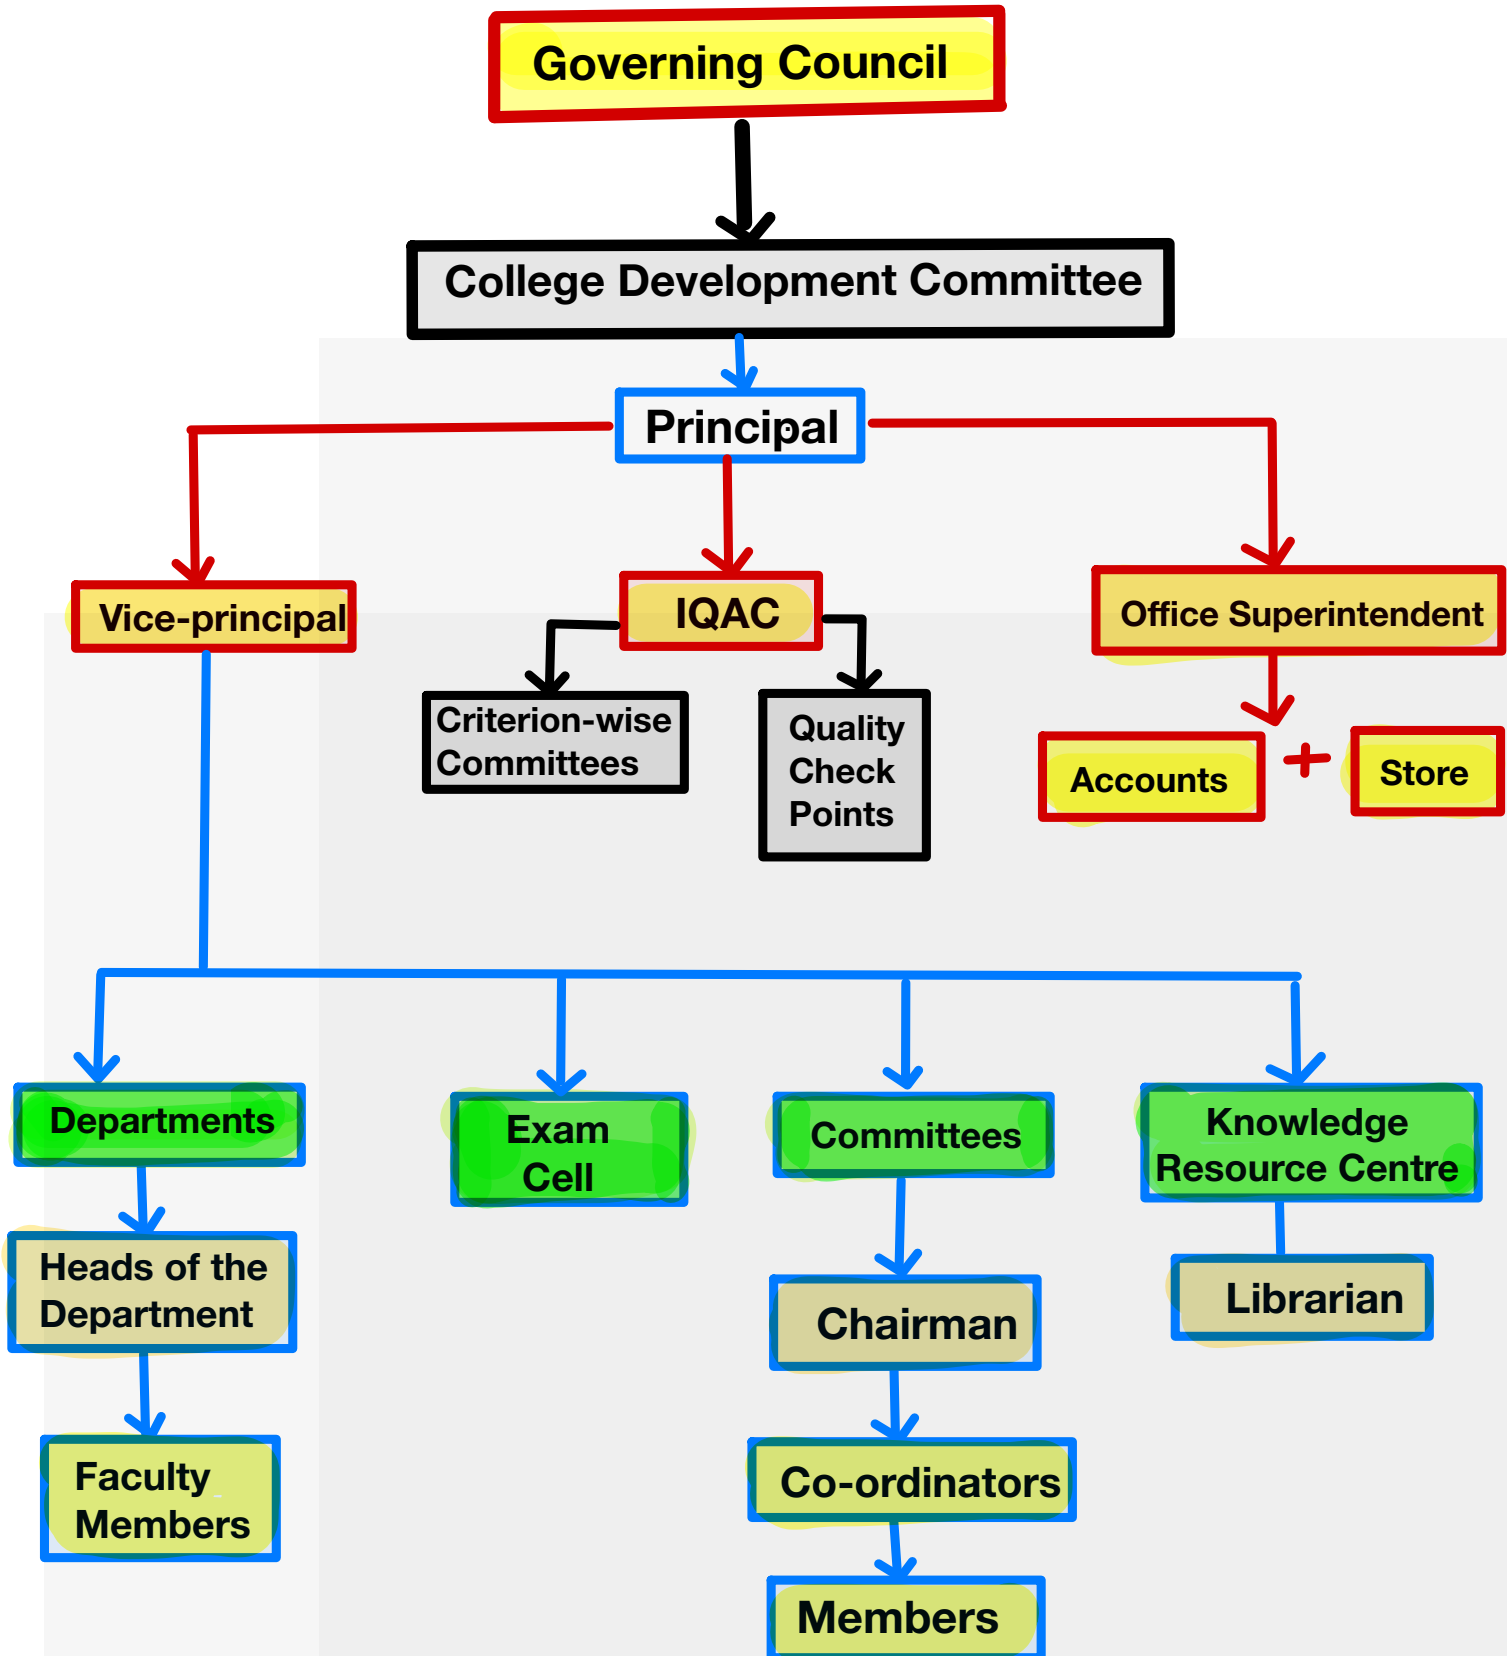 Governing Council
College Development Committee
Principal
Vice-principal
IQAC
Office Superintendent
Criterion-wise
Committees
Quality
Check
Points
Accounts
+
Store
Departments
Exam
Cell
Committees
Knowledge
Resource Centre
Heads of the
Department
Chairman
Librarian
Faculty
Members
Co-ordinators
Members